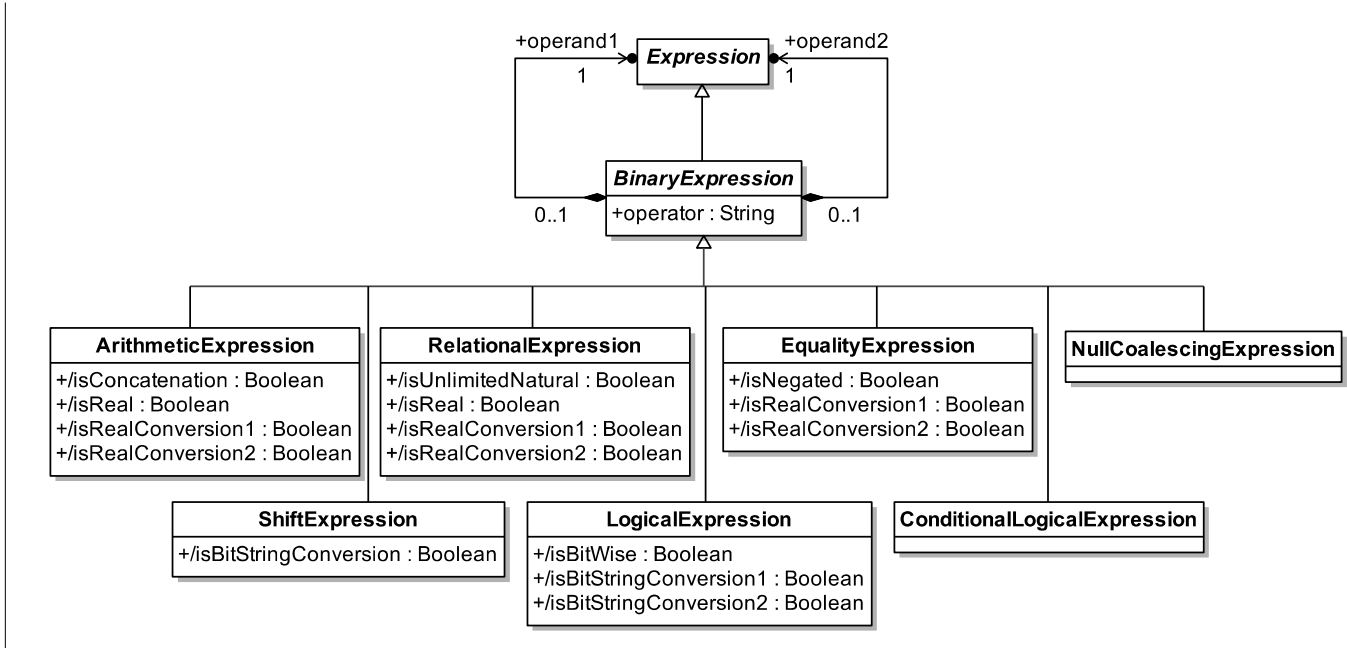 +operand1
Expression
+operand2
1
1
BinaryExpression
+operator : String
0..1
0..1
ArithmeticExpression
+/isConcatenation : Boolean
+/isReal : Boolean
+/isRealConversion1 : Boolean
+/isRealConversion2 : Boolean
RelationalExpression
+/isUnlimitedNatural : Boolean
+/isReal : Boolean
+/isRealConversion1 : Boolean
+/isRealConversion2 : Boolean
EqualityExpression
+/isNegated : Boolean
+/isRealConversion1 : Boolean
+/isRealConversion2 : Boolean
NullCoalescingExpression
ShiftExpression
+/isBitStringConversion : Boolean
LogicalExpression
+/isBitWise : Boolean
+/isBitStringConversion1 : Boolean
+/isBitStringConversion2 : Boolean
ConditionalLogicalExpression